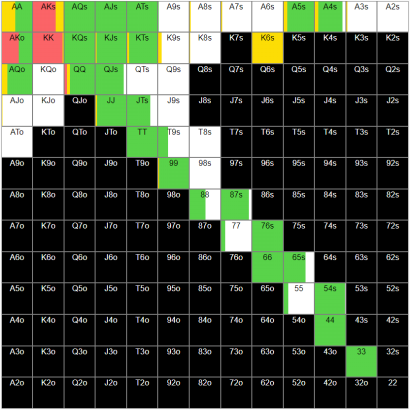 AA AKs AQs AJs ATs A9s A8s A7s A6s A5s A4s A3s A2s
AKo KK KQs KJs KTs K9s K8s K7s K6s K5s K4s K3s K2s
AQo KQo QQ QJs QTs Q9s Q8s Q7s Q6s Q5s Q4s Q3s Q2s
AJo KJo QJo JJ JTs J9s J8s J7s J6s J5s J4s J3s J2s
ATo KTo QTo JTo TT T9s T8s T7s T6s T5s T4s T3s T2s
A9o K9o Q9o J9o T9o 99 98s 97s 96s 95s 94s 93s 92s
A8o K8o Q8o J8o T8o 98o 88 87s 86s 85s 84s 83s 82s
A7o K7o Q7o J7o T7o 97o 87o 77 76s 75s 74s 73s 72s
A6o K6o Q6o J6o T6o 96o 86o 76o 66 65s 64s 63s 62s
A5o K5o Q5o J5o T5o 95o 85o 75o 65o 55 54s 53s 52s
A4o K4o Q4o J4o T4o 94o 84o 74o 64o 54o 44 43s 42s
A3o K3o Q3o J3o T3o 93o 83o 73o 63o 53o 43o 33 32s
A2o K2o Q2o J2o T2o 92o 82o 72o 62o 52o 42o 32o 22